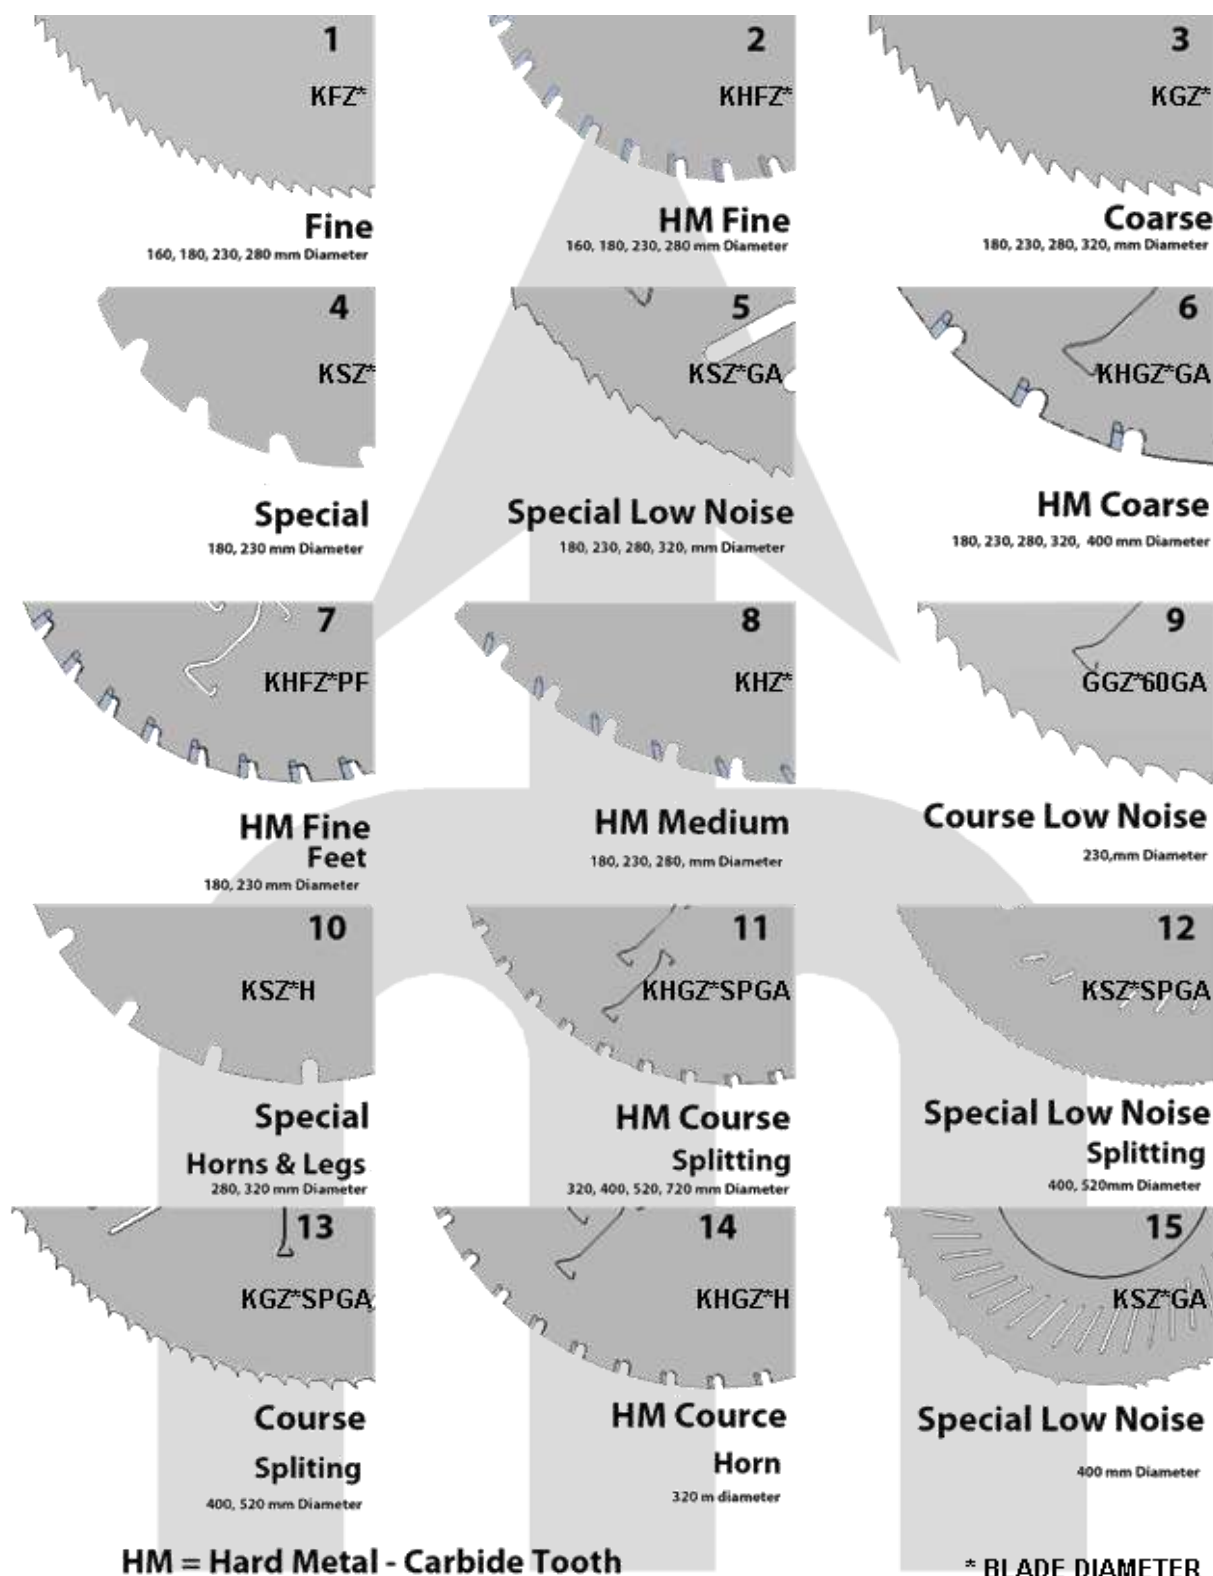 1
KFZ*
Fine
160, 180, 230, 280 mm Diameter
2
KHFZ*
HM Fine
160, 180, 230, 280 mm Diameter
3
KGZ*
Coarse
180, 230, 280, 320, mm Diameter
4
KSZ*
Special
180, 230 mm Diameter
5
KSZ*GA
Special Low Noise
180, 230, 280, 320, mm Diameter
6
KHGZ*GA
HM Coarse
180, 230, 280, 320, 400 mm Diameter
7
KHFZ*PF
HM Fine
Feet
180, 230 mm Diameter
8
KHZ*
HM Medium
180, 230, 280, mm Diameter
9
GGZ*60GA
Course Low Noise
230,mm Diameter
10
KSZ*H
Special
Horns & Legs
280, 320 mm Diameter
11
KHGZ*SPGA
HM Course
Splitting
320, 400, 520, 720 mm Diameter
12
KSZ*SPGA
Special Low Noise
Splitting
400, 520mm Diameter
13
KGZ*SPGA
Course
Spliting
400, 520 mm Diameter
14
KHGZ*H
HM Cource
Horn
320 m diameter
15
KSZ*GA
Special Low Noise
400 mm Diameter
HM = Hard Metal - Carbide Tooth
* BLADE DIAMETER